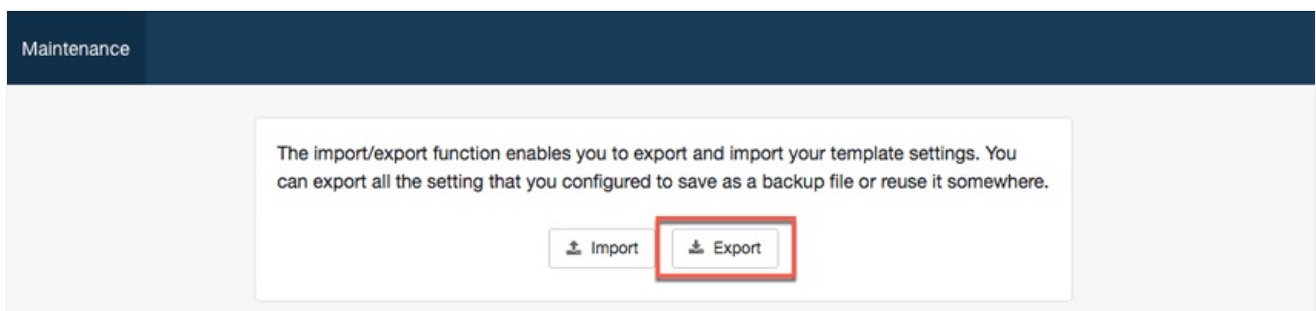 Maintenance
The import/export function enables you to export and import your template settings. You
can export all the setting that you configured to save as a backup file or reuse it somewhere.
Import Export